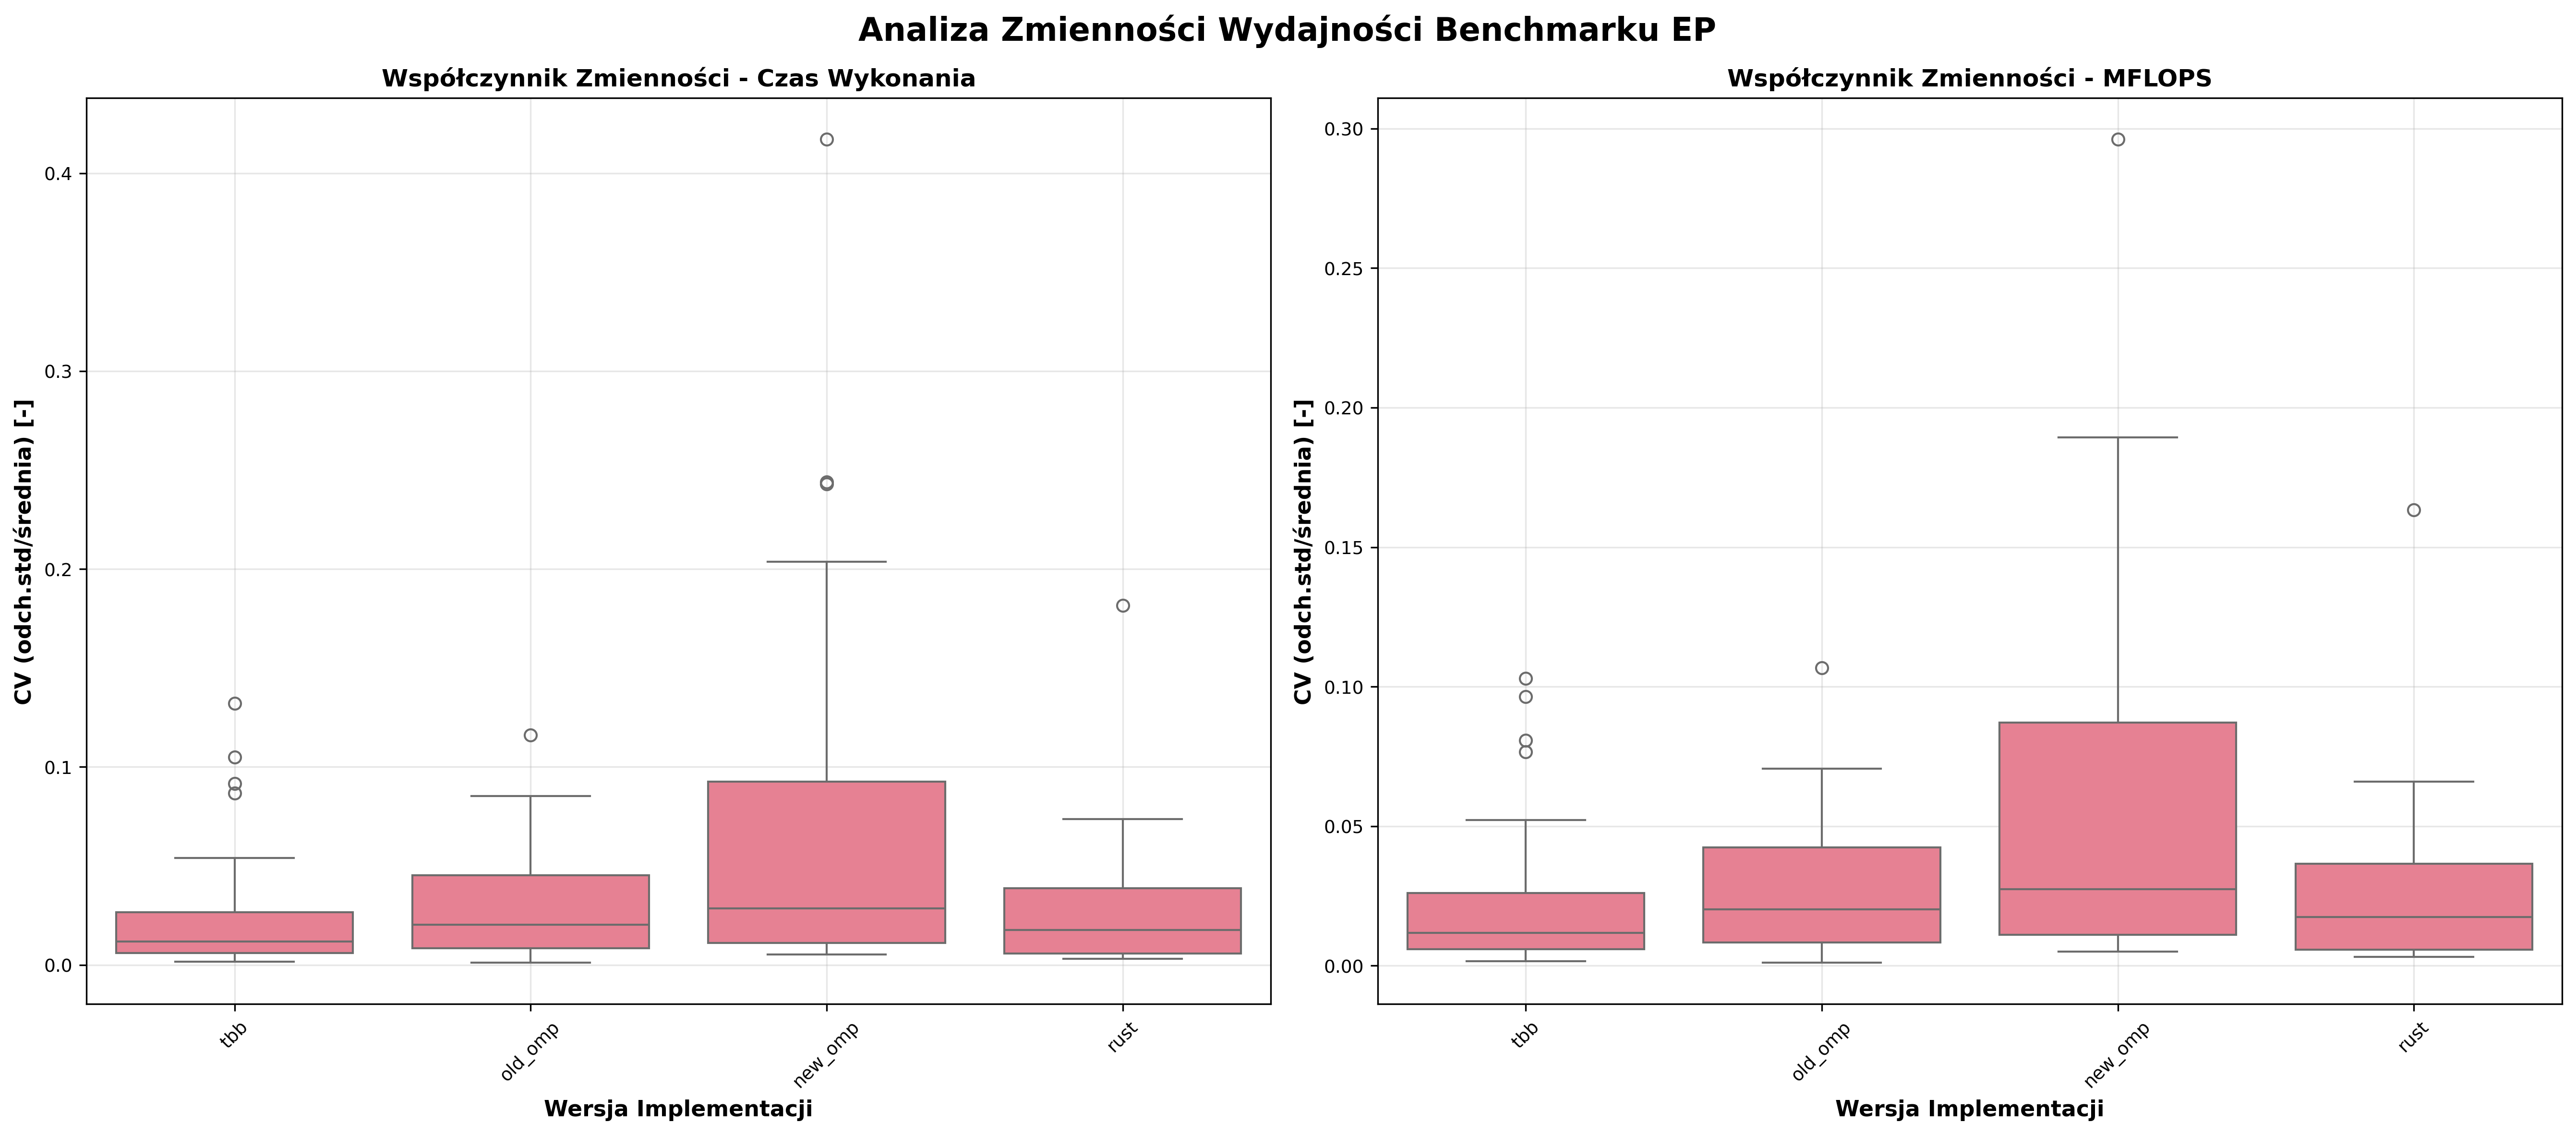 Analiza Zmienności Wydajności Benchmarku EP
Współczynnik Zmienności - Czas Wykonania
CV (odch.std/średnia) [-]
0.4
0.3
0.2
0.1
0.0
tbb
old_omp
new_omp
rust
Wersja Implementacji
Współczynnik Zmienności - MFLOPS
CV (odch.std/średnia) [-]
0.30
0.25
0.20
0.15
0.10
0.05
0.00
tbb
old_omp
new_omp
rust
Wersja Implementacji